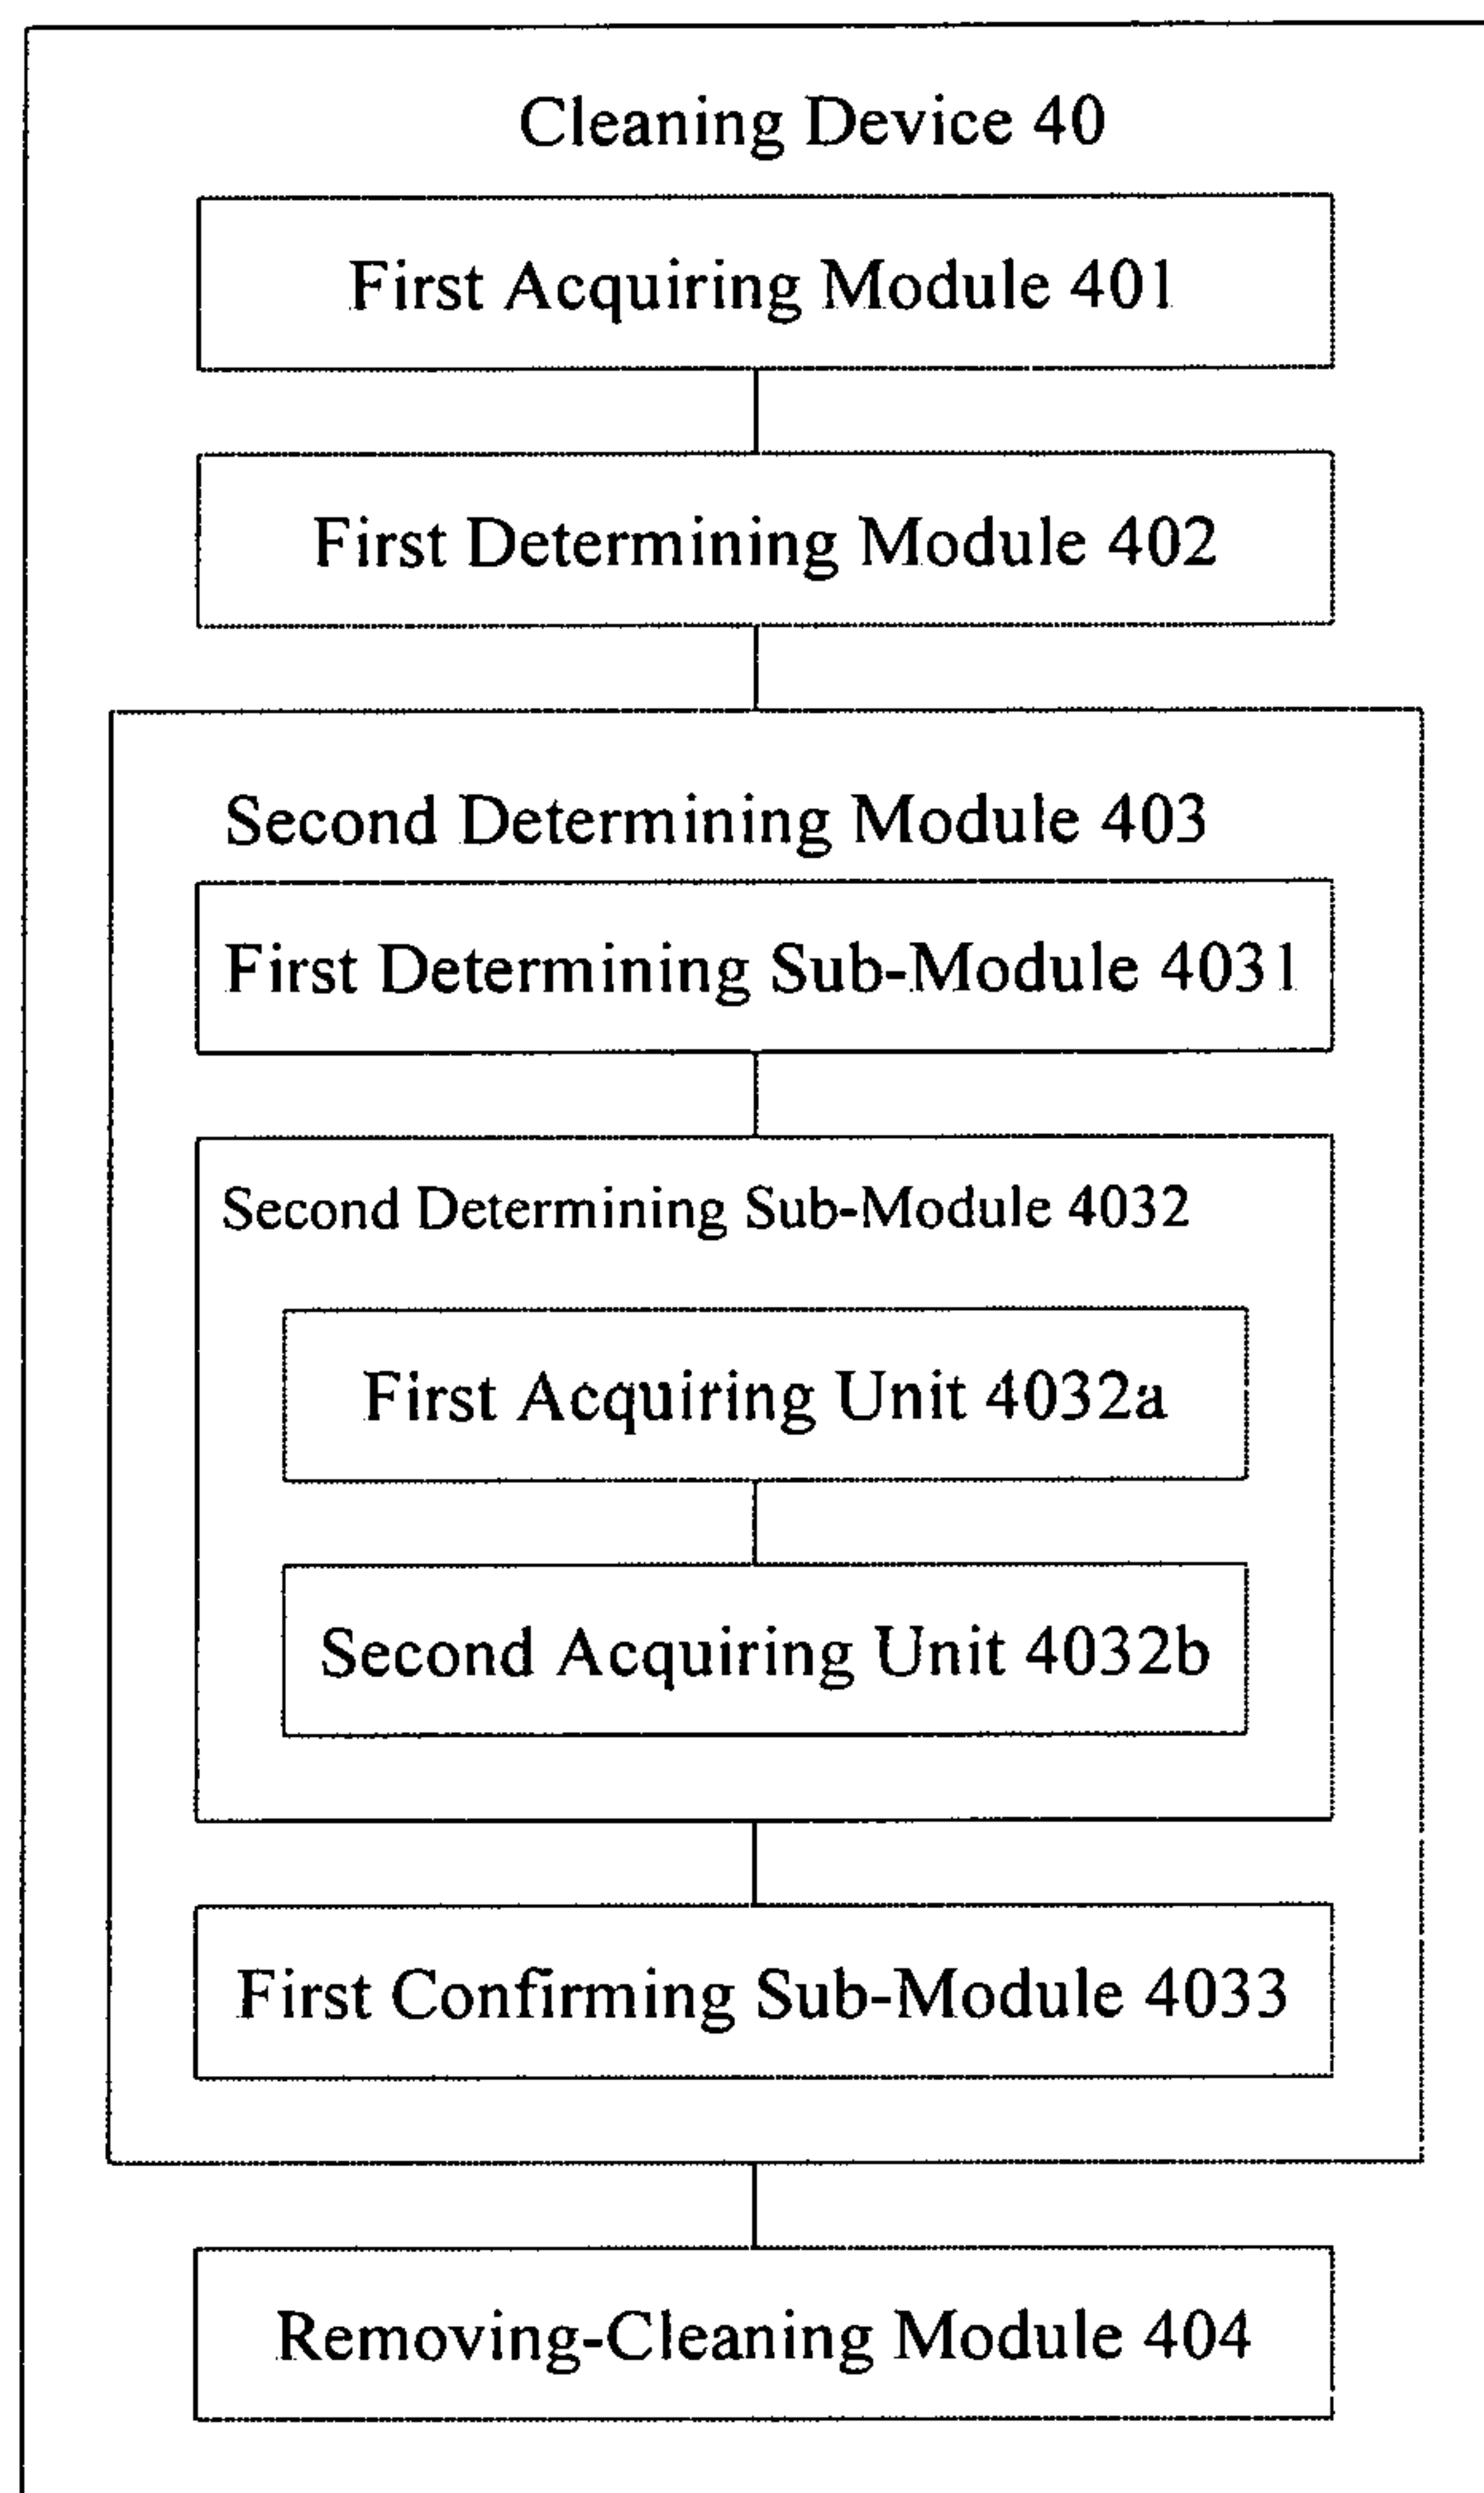 Cleaning Device 40
First Acquiring Module 401
First Determining Module 402
Second Determining Module 403
First Determining Sub-Module 4031
Second Determining Sub-Module 4032
First Acquiring Unit 4032a
Second Acquiring Unit 4032b
First Confirming Sub-Module 4033
Removing-Cleaning Module 404